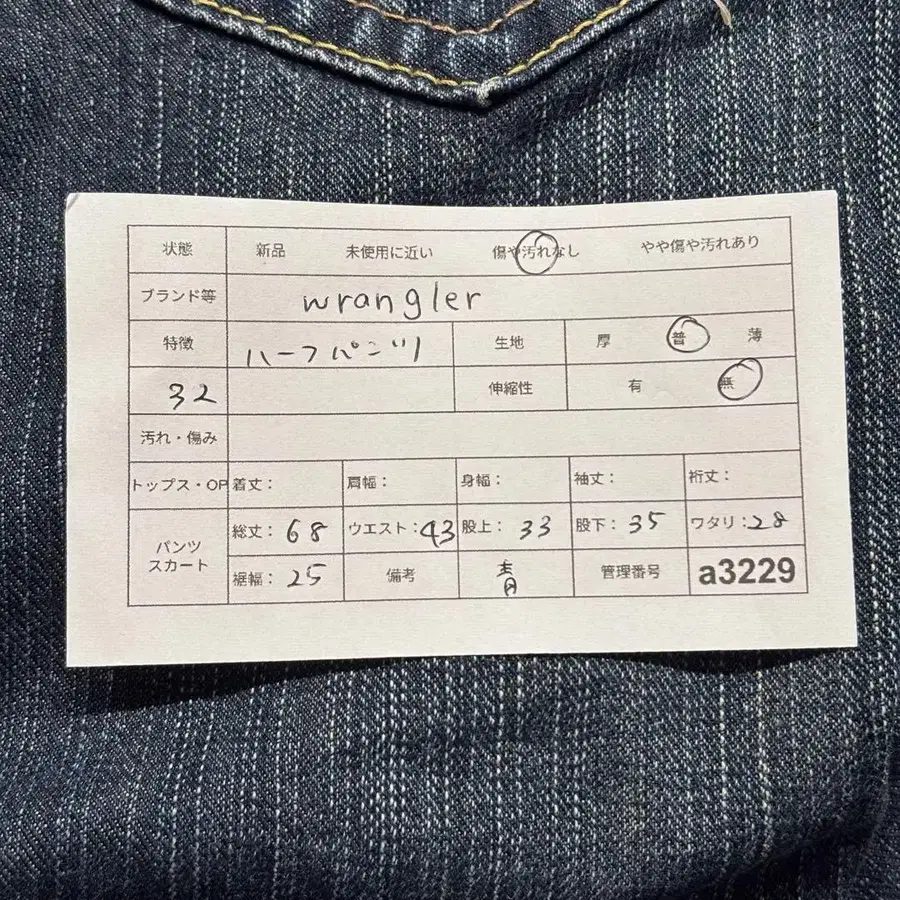 状態 新品 未使用に近い 傷や汚れなし やや傷や汚れあり
ブランド等 wrangler
特徴 ハーフパンツ 生地 厚 普 薄
32 伸縮性 有 無
汚れ・傷み
トップス・OP 着丈: 肩幅: 身幅: 袖丈: 裄丈:
パンツ スカート 総丈: 68 ウエスト: 43 股上: 33 股下: 35 ワタリ: 28
裾幅: 25 備考 青 管理番号 a3229